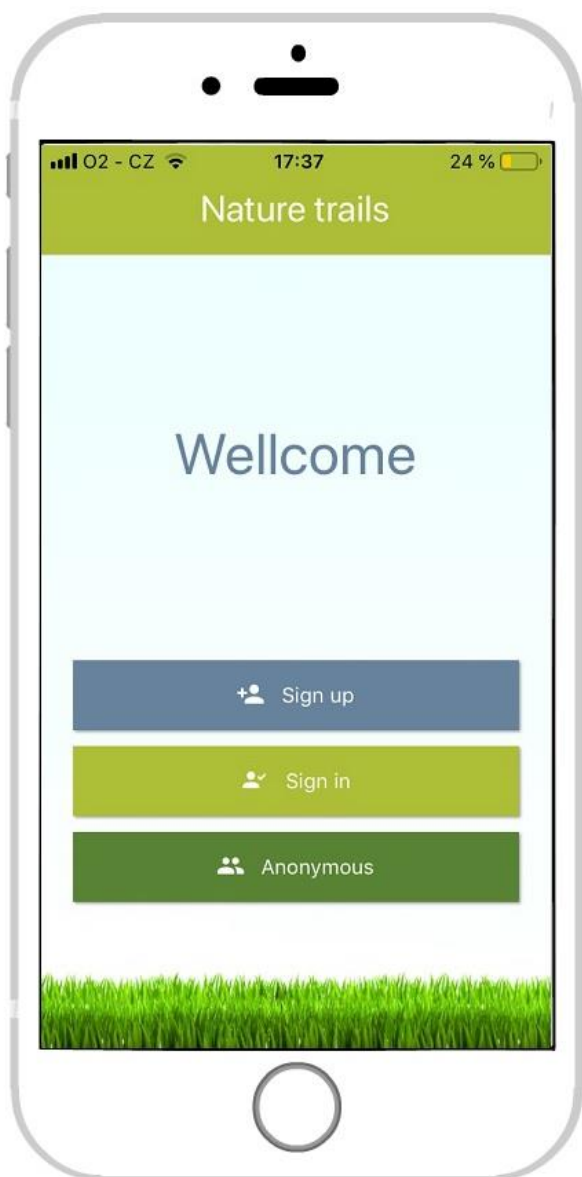 O2 - CZ 17:37 24 %
Nature trails
Wellcome
Sign up
Sign in
Anonymous